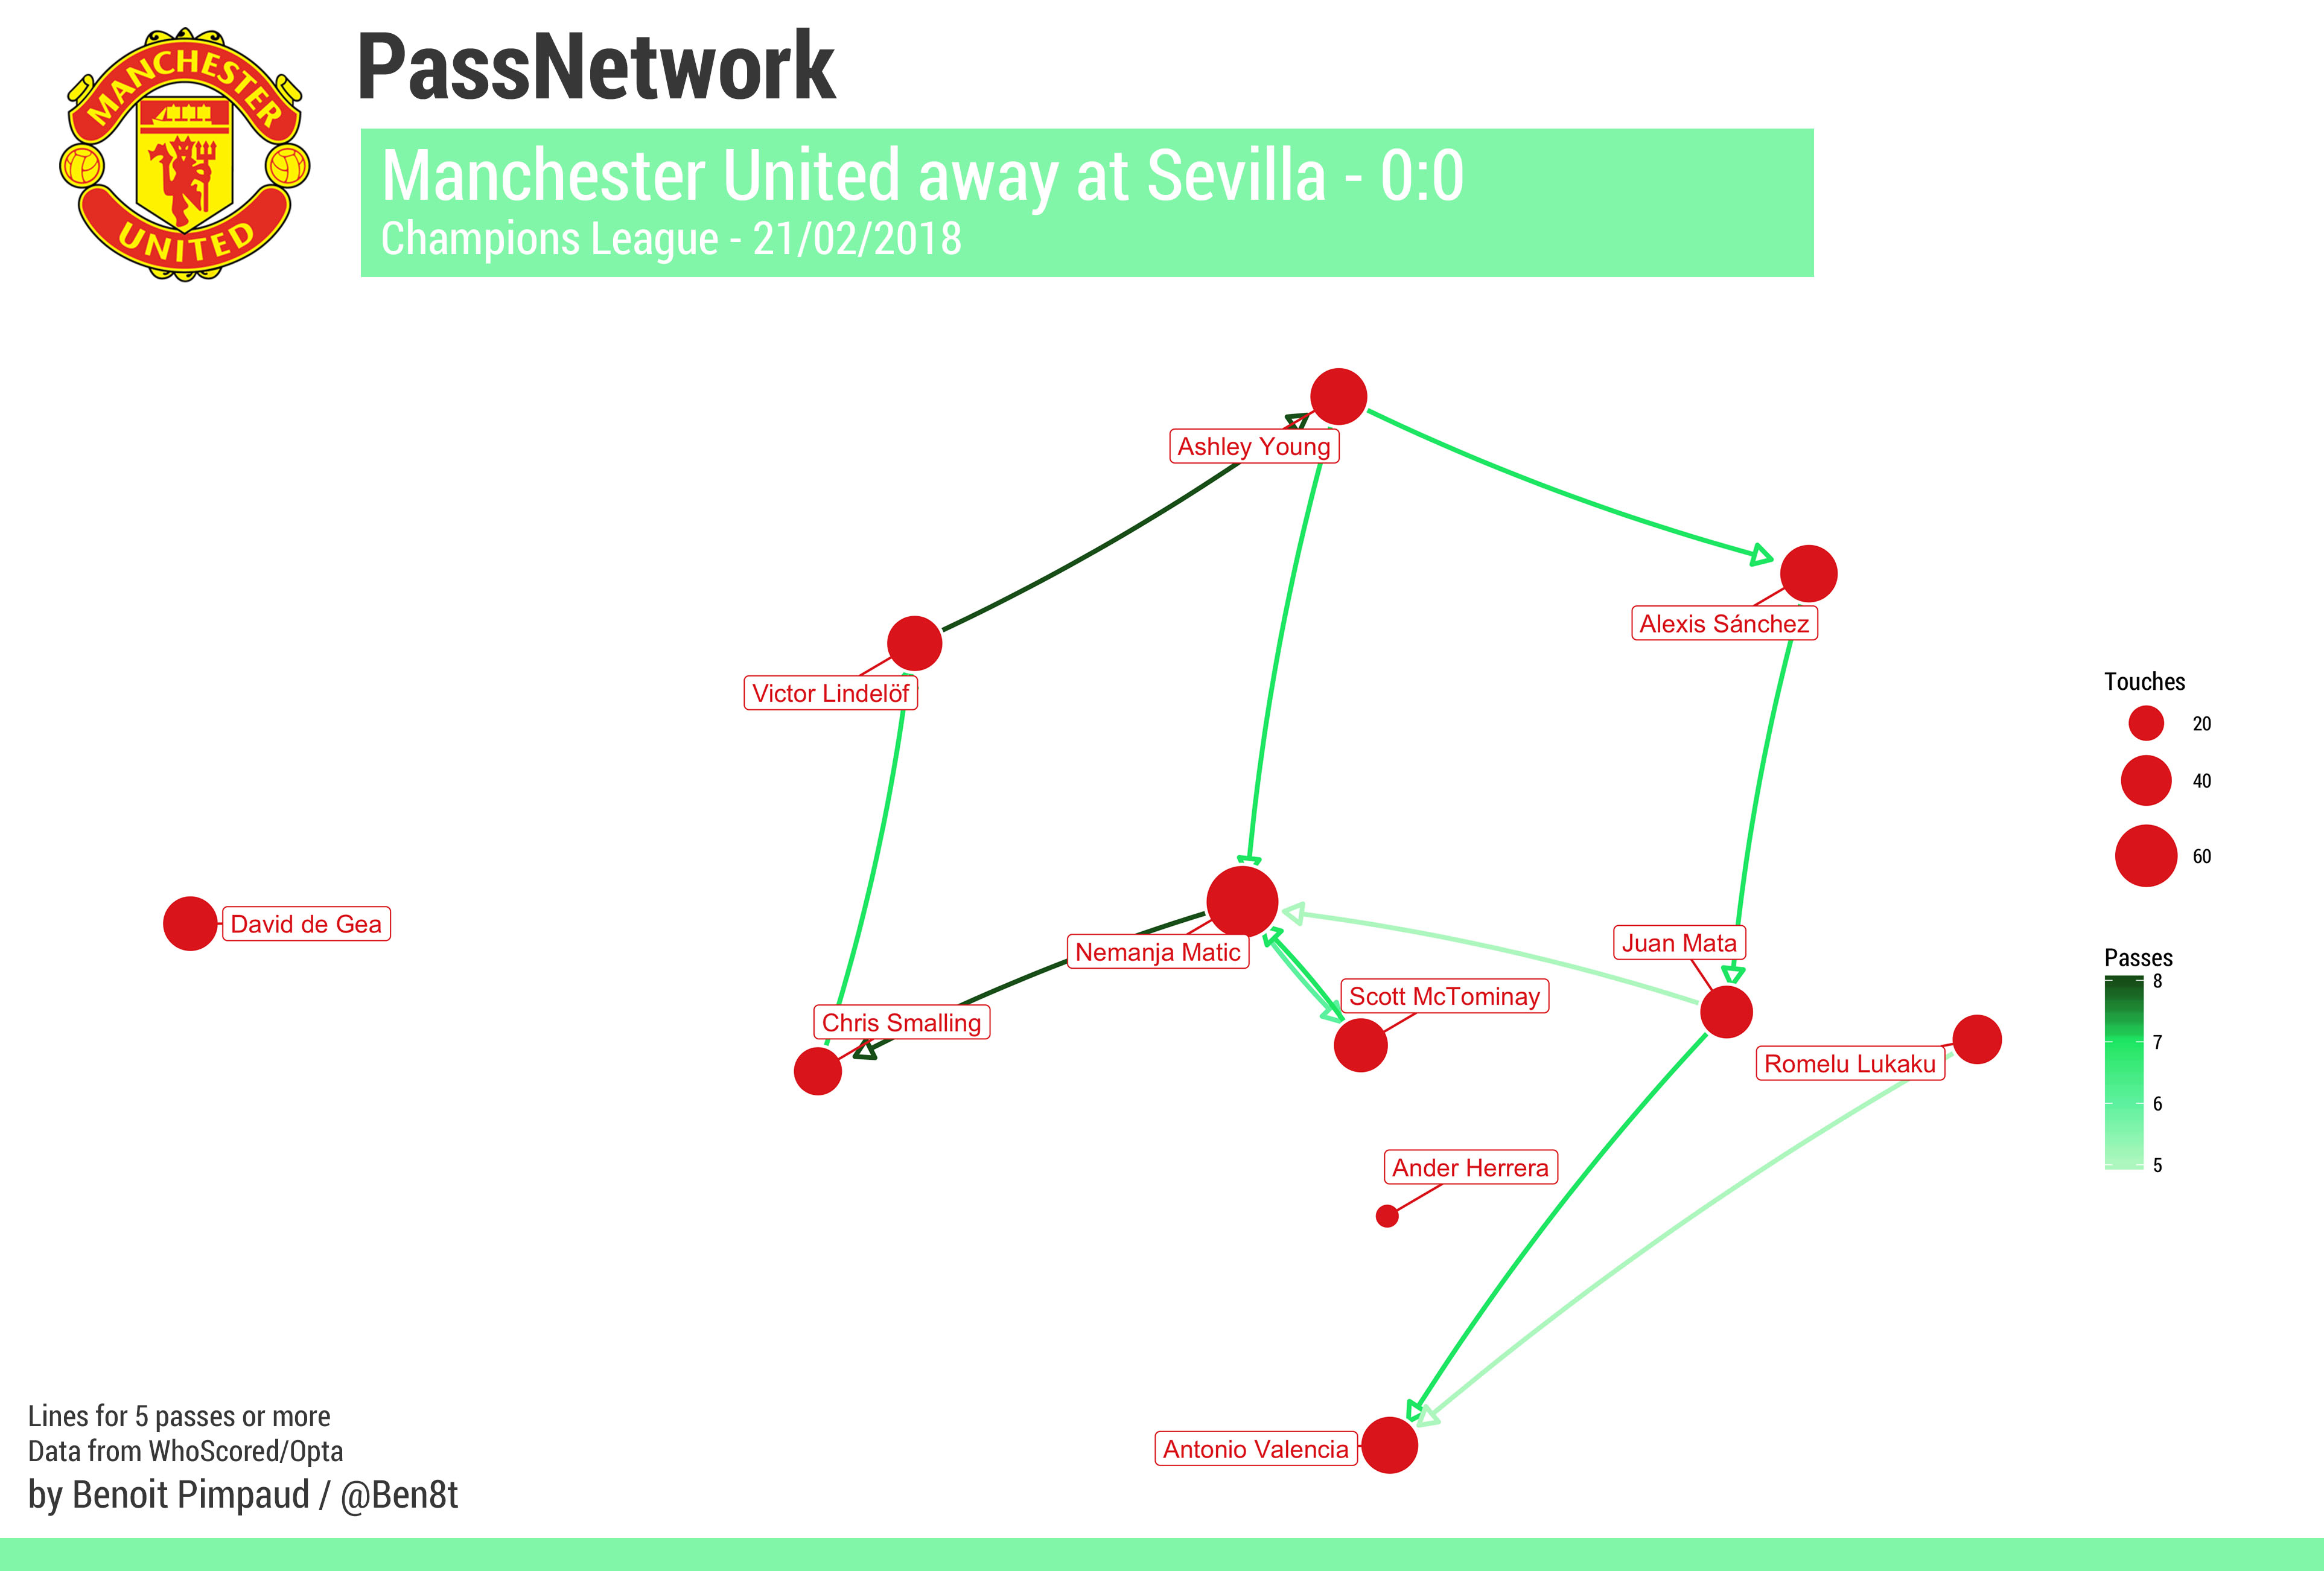 MANCHESTER
UNITED
PassNetwork
Manchester United away at Sevilla - 0:0
Champions League - 21/02/2018
Ashley Young
Alexis Sánchez
Victor Lindelöf
David de Gea
Nemanja Matic
Juan Mata
Scott McTominay
Chris Smalling
Romelu Lukaku
Ander Herrera
Antonio Valencia
Touches
20
40
60
Passes
8
7
6
5
Lines for 5 passes or more
Data from WhoScored/Opta
by Benoit Pimpaud / @Ben8t